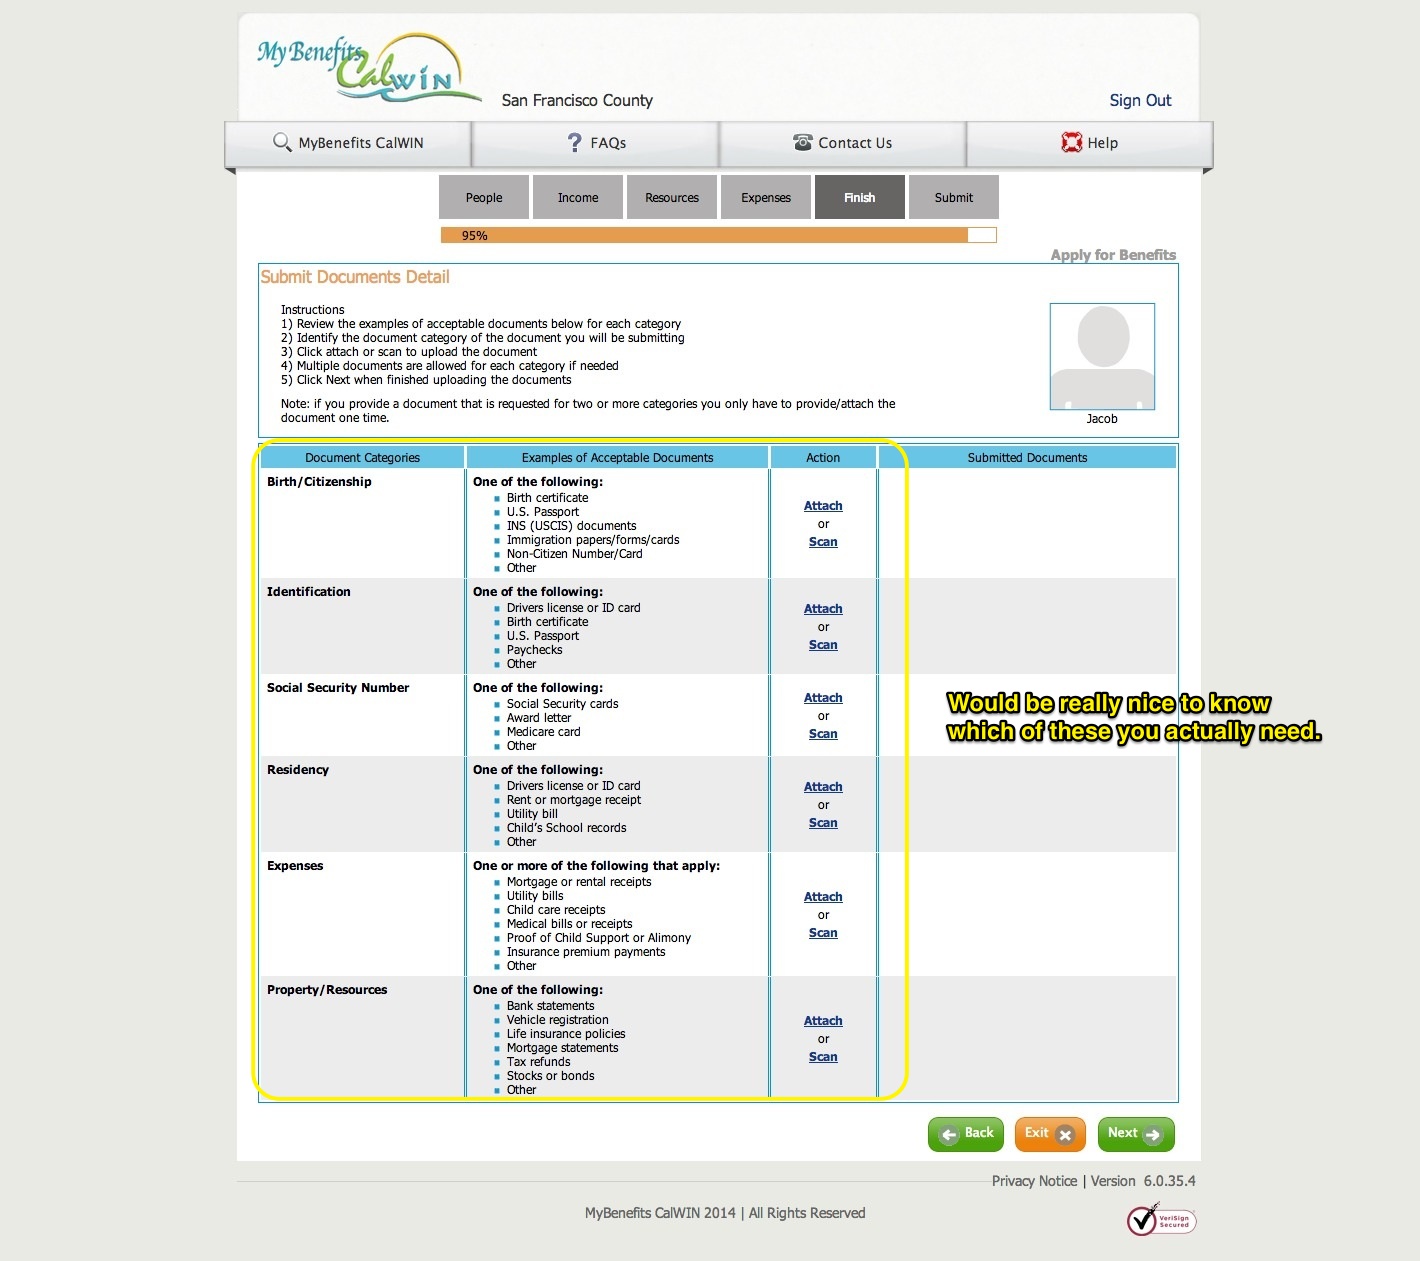 My Benefits
CalWIN
San Francisco County
Sign Out
MyBenefits CalWIN
FAQs
Contact Us
Help
People
Income
Resources
Expenses
Finish
Submit
95%
Apply for Benefits
Submit Documents Detail
Instructions
1) Review the examples of acceptable documents below for each category
2) Identify the document category of the document you will be submitting
3) Click attach or scan to upload the document
4) Multiple documents are allowed for each category if needed
5) Click Next when finished uploading the documents
Note: if you provide a document that is requested for two or more categories you only have to provide/attach the
document one time.
Jacob
Document Categories
Examples of Acceptable Documents
Action
Submitted Documents
Birth/Citizenship
One of the following:
Birth certificate
U.S. Passport
INS (USCIS) documents
Immigration papers/forms/cards
Non-Citizen Number/Card
Other
Attach
or
Scan
Identification
One of the following:
Drivers license or ID card
Birth certificate
U.S. Passport
Paychecks
Other
Attach
or
Scan
Social Security Number
One of the following:
Social Security cards
Award letter
Medicare card
Other
Attach
or
Scan
Would be really nice to know
which of these you actually need.
Residency
One of the following:
Drivers license or ID card
Rent or mortgage receipt
Utility bill
Child's School records
Other
Attach
or
Scan
Expenses
One or more of the following that apply:
Mortgage or rental receipts
Utility bills
Child care receipts
Medical bills or receipts
Proof of Child Support or Alimony
Insurance premium payments
Other
Attach
or
Scan
Property/Resources
One of the following:
Bank statements
Vehicle registration
Life insurance policies
Mortgage statements
Tax refunds
Stocks or bonds
Other
Attach
or
Scan
Back
Exit
Next
Privacy Notice | Version 6.0.35.4
MyBenefits CalWIN 2014 | All Rights Reserved
VeriSign
Secured